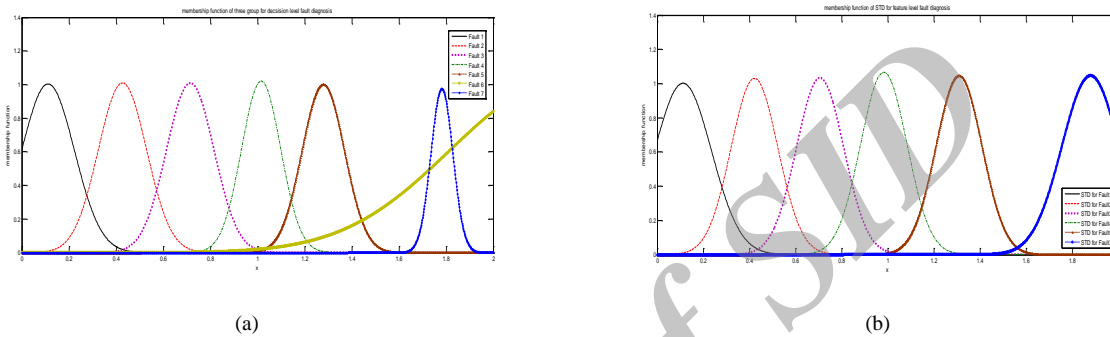 membership function of three group for decsision level fault diagnosis
1.4
1.2
1
0.8
0.6
0.4
0.2
0
membership function
0 0.2 0.4 0.6 0.8 1 1.2 1.4 1.6 1.8 2
x
Fault 1
Fault 2
Fault 3
Fault 4
Fault 5
Fault 6
Fault 7
(a)
membership function of STD for feature level fault diagnosis
1.4
1.2
1
0.8
0.6
0.4
0.2
0
membership function
0 0.2 0.4 0.6 0.8 1 1.2 1.4 1.6 1.8
x
STD for Fault
STD for Fault
STD for Fault
STD for Fault
STD for Fault
STD for Fault
(b)
f SID